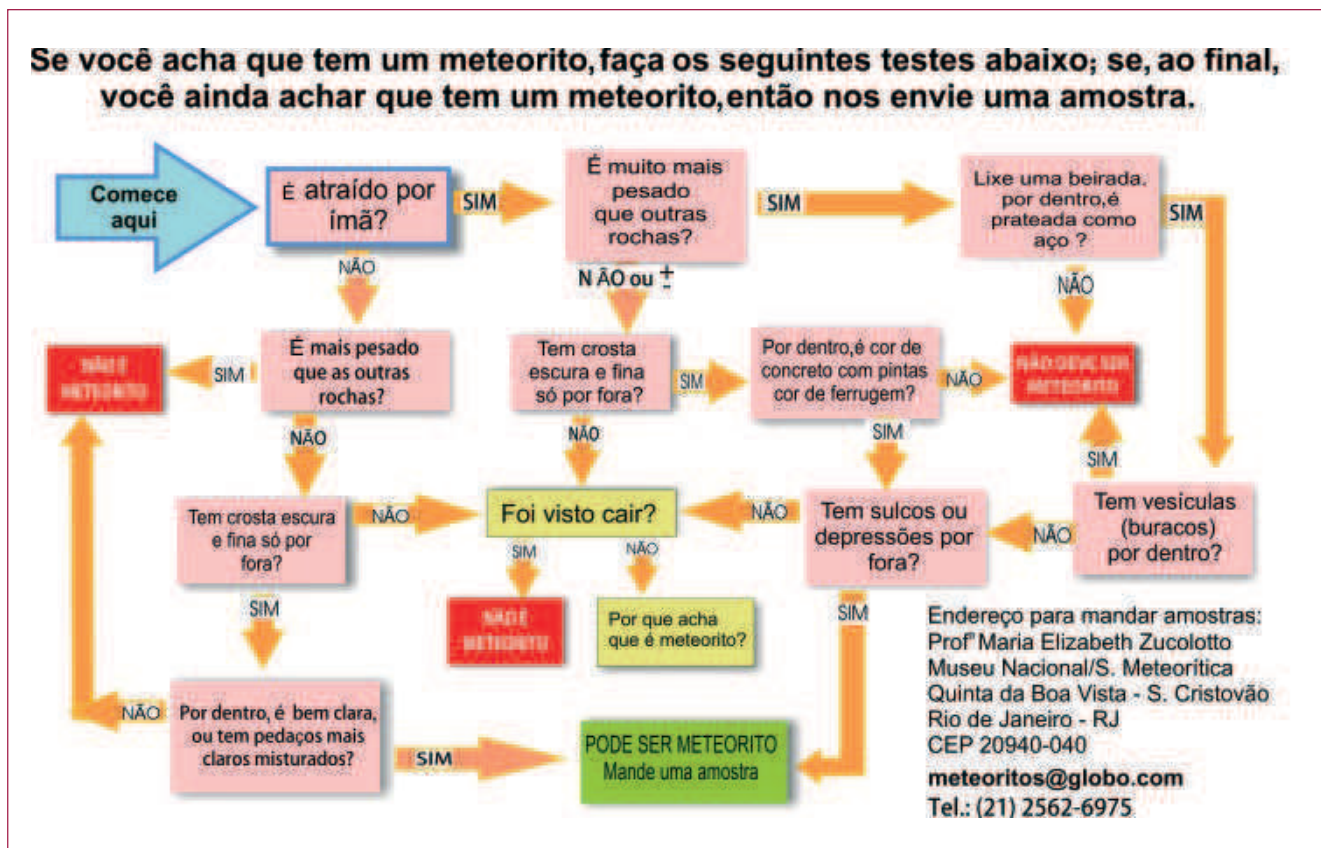 Se você acha que tem um meteorito, faça os seguintes testes abaixo; se, ao final,
você ainda achar que tem um meteorito, então nos envie uma amostra.
Comece
aqui
É atraído por
ímã?
SIM
É muito mais
pesado
que outras
rochas?
SIM
Lixe uma beirada,
por dentro,é
prateada como
aço ?
SIM
NÃO
N ÃO ou ±
NÃO
NÃO É
METEORITO
SIM
É mais pesado
que as outras
rochas?
Tem crosta
escura e fina
só por fora?
SIM
Por dentro,é cor de
concreto com pintas
cor de ferrugem?
NÃO
NÃO DEVE SER
METEORITO
NÃO
NÃO
SIM
SIM
Tem crosta escura
e fina só por
fora?
NÃO
Foi visto cair?
NÃO
Tem sulcos ou
depressões por
fora?
NÃO
Tem vesículas
(buracos)
por dentro?
SIM
SIM
NÃO
SIM
NÃO É
METEORITO
Por que acha
que é meteorito?
NÃO
Por dentro, é bem clara,
ou tem pedaços mais
claros misturados?
SIM
PODE SER METEORITO
Mande uma amostra
Endereço para mandar amostras:
Profª Maria Elizabeth Zucolotto
Museu Nacional/S. Meteorítica
Quinta da Boa Vista - S. Cristovão
Rio de Janeiro - RJ
CEP 20940-040
meteoritos@globo.com
Tel.: (21) 2562-6975